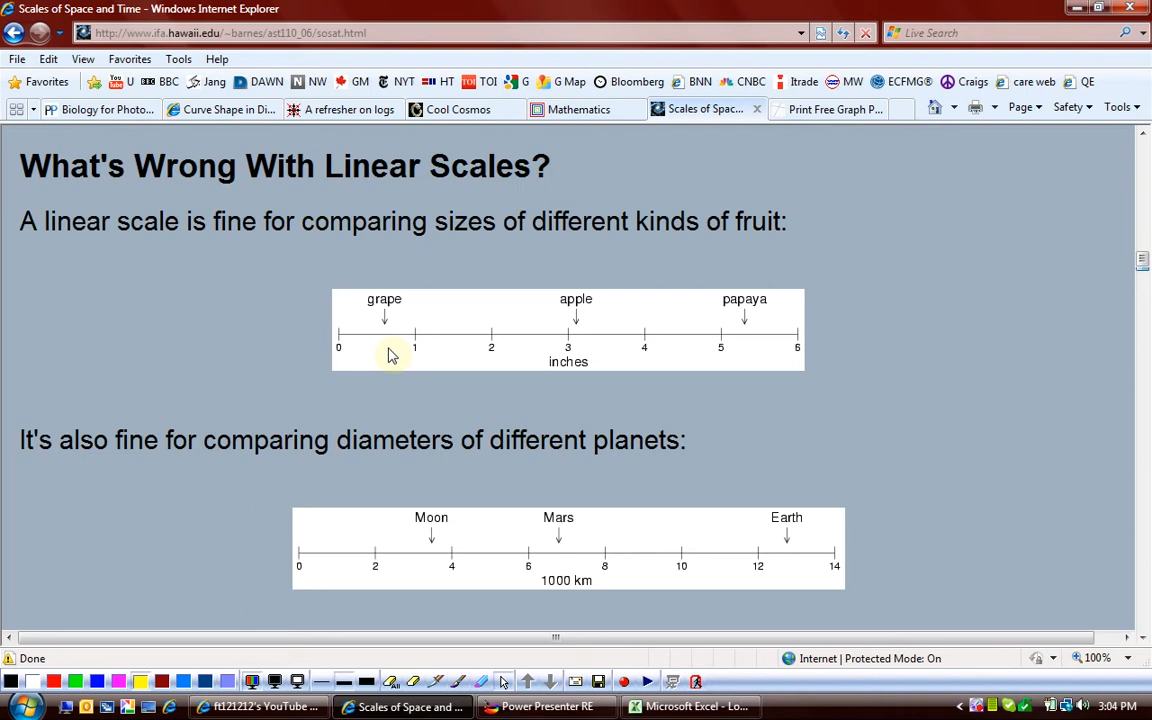 Scales of Space and Time - Windows Internet Explorer
http://www.ifa.hawaii.edu/~barnes/ast110_06/sosat.html
Live Search
File Edit View Favorites Tools Help
Favorites You BBC Jang DAWN N NW GM NYT HT TOI TOI G G Map Bloomberg BNN CNBC Itrade MW ECFMG® Craigs care web QE
PP Biology for Photo... Curve Shape in Di... A refresher on logs Cool Cosmos Mathematics Scales of Spac... Print Free Graph P... Page Safety Tools
What's Wrong With Linear Scales?
A linear scale is fine for comparing sizes of different kinds of fruit:
grape apple papaya
0 1 2 3 4 5 6
inches
It's also fine for comparing diameters of different planets:
Moon Mars Earth
0 2 4 6 8 10 12 14
1000 km
Done Internet | Protected Mode: On 100%
ft121212's YouTube ... Scales of Space and ... Power Presenter RE Microsoft Excel - Lo... 3:04 PM